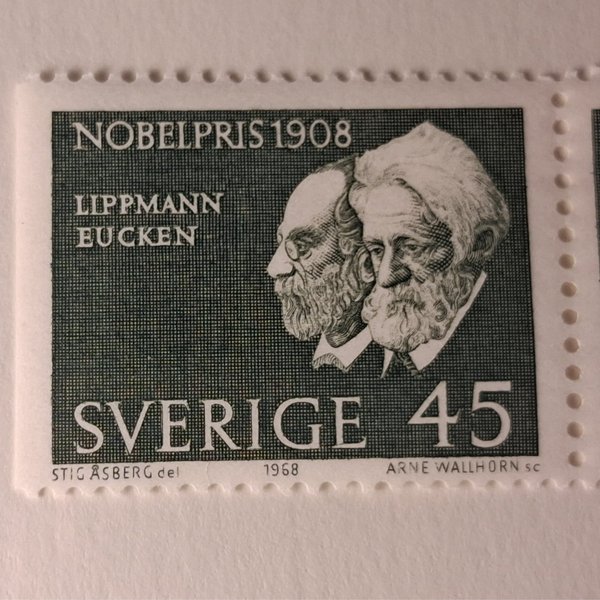 NOBELPRIS 1908
LIPPMANN
EUCKEN
SVERIGE 45
STIG ÅSBERG del 1968 ARNE WALLHORN sc